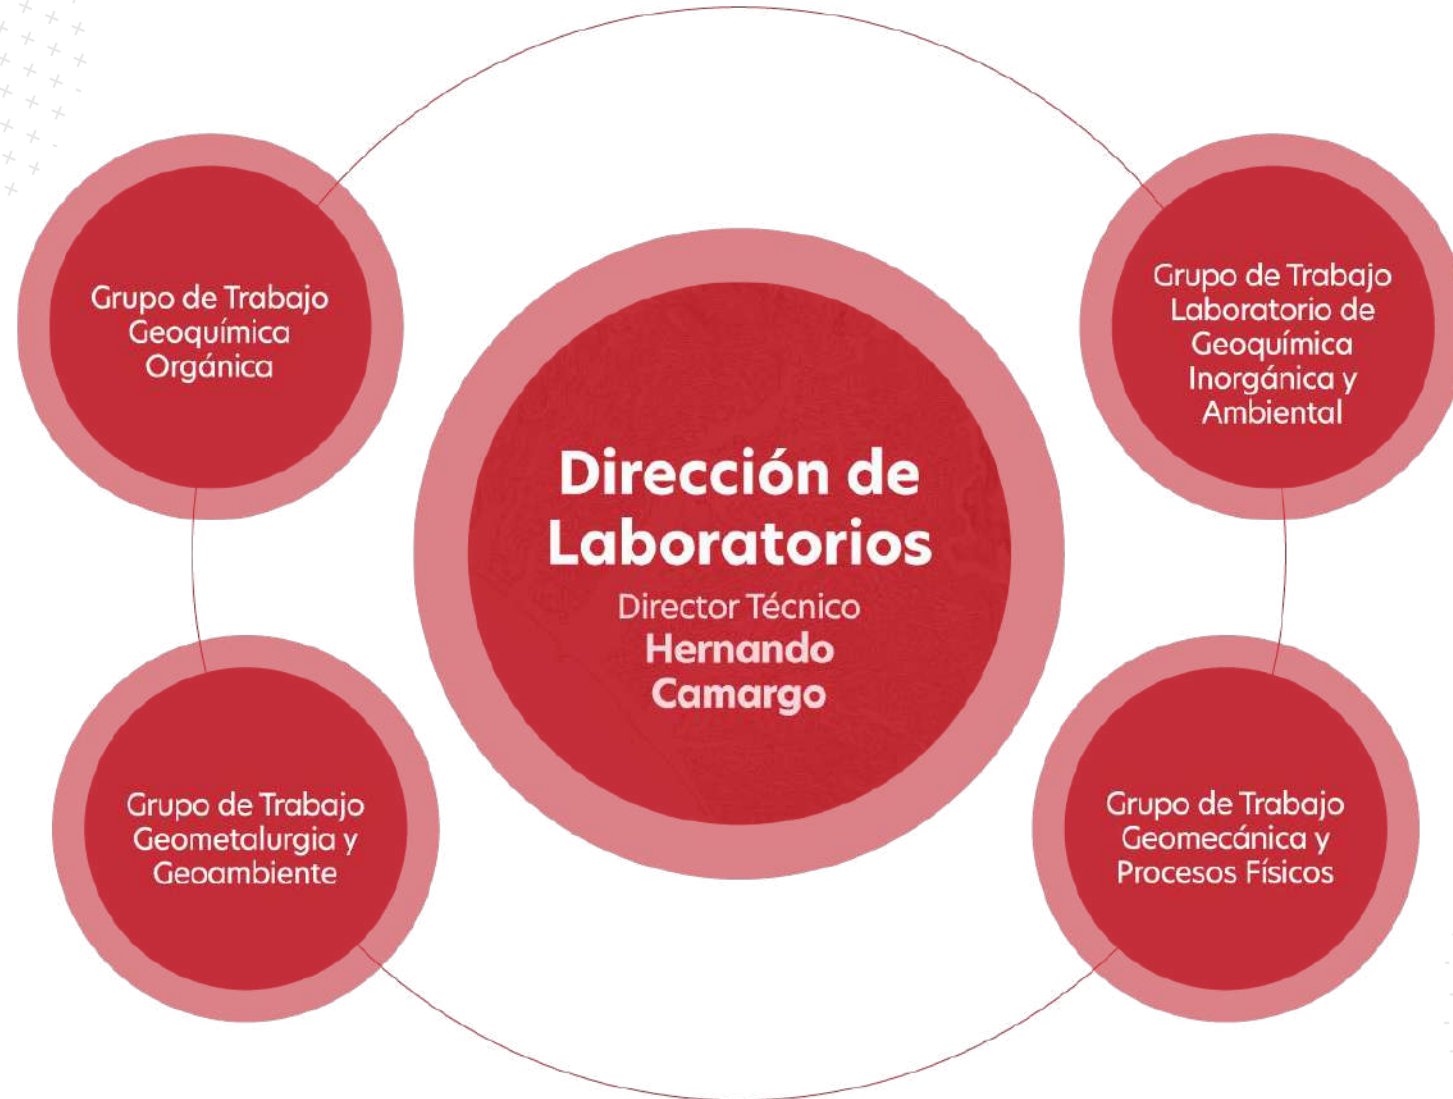 Grupo de Trabajo
Geoquímica
Orgánica
Grupo de Trabajo
Laboratorio de
Geoquímica
Inorgánica y
Ambiental
Dirección de
Laboratorios
Director Técnico
Hernando
Camargo
Grupo de Trabajo
Geometalurgia y
Geoambiente
Grupo de Trabajo
Geomecánica y
Procesos Físicos